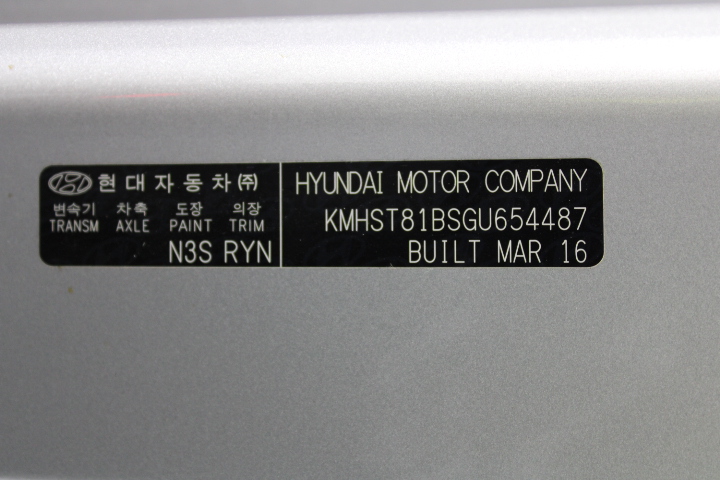 현대자동차(주)
변속기 차축 도장 의장
TRANSM AXLE PAINT TRIM
N3S RYN
HYUNDAI MOTOR COMPANY
KMHST81BSGU654487
BUILT MAR 16